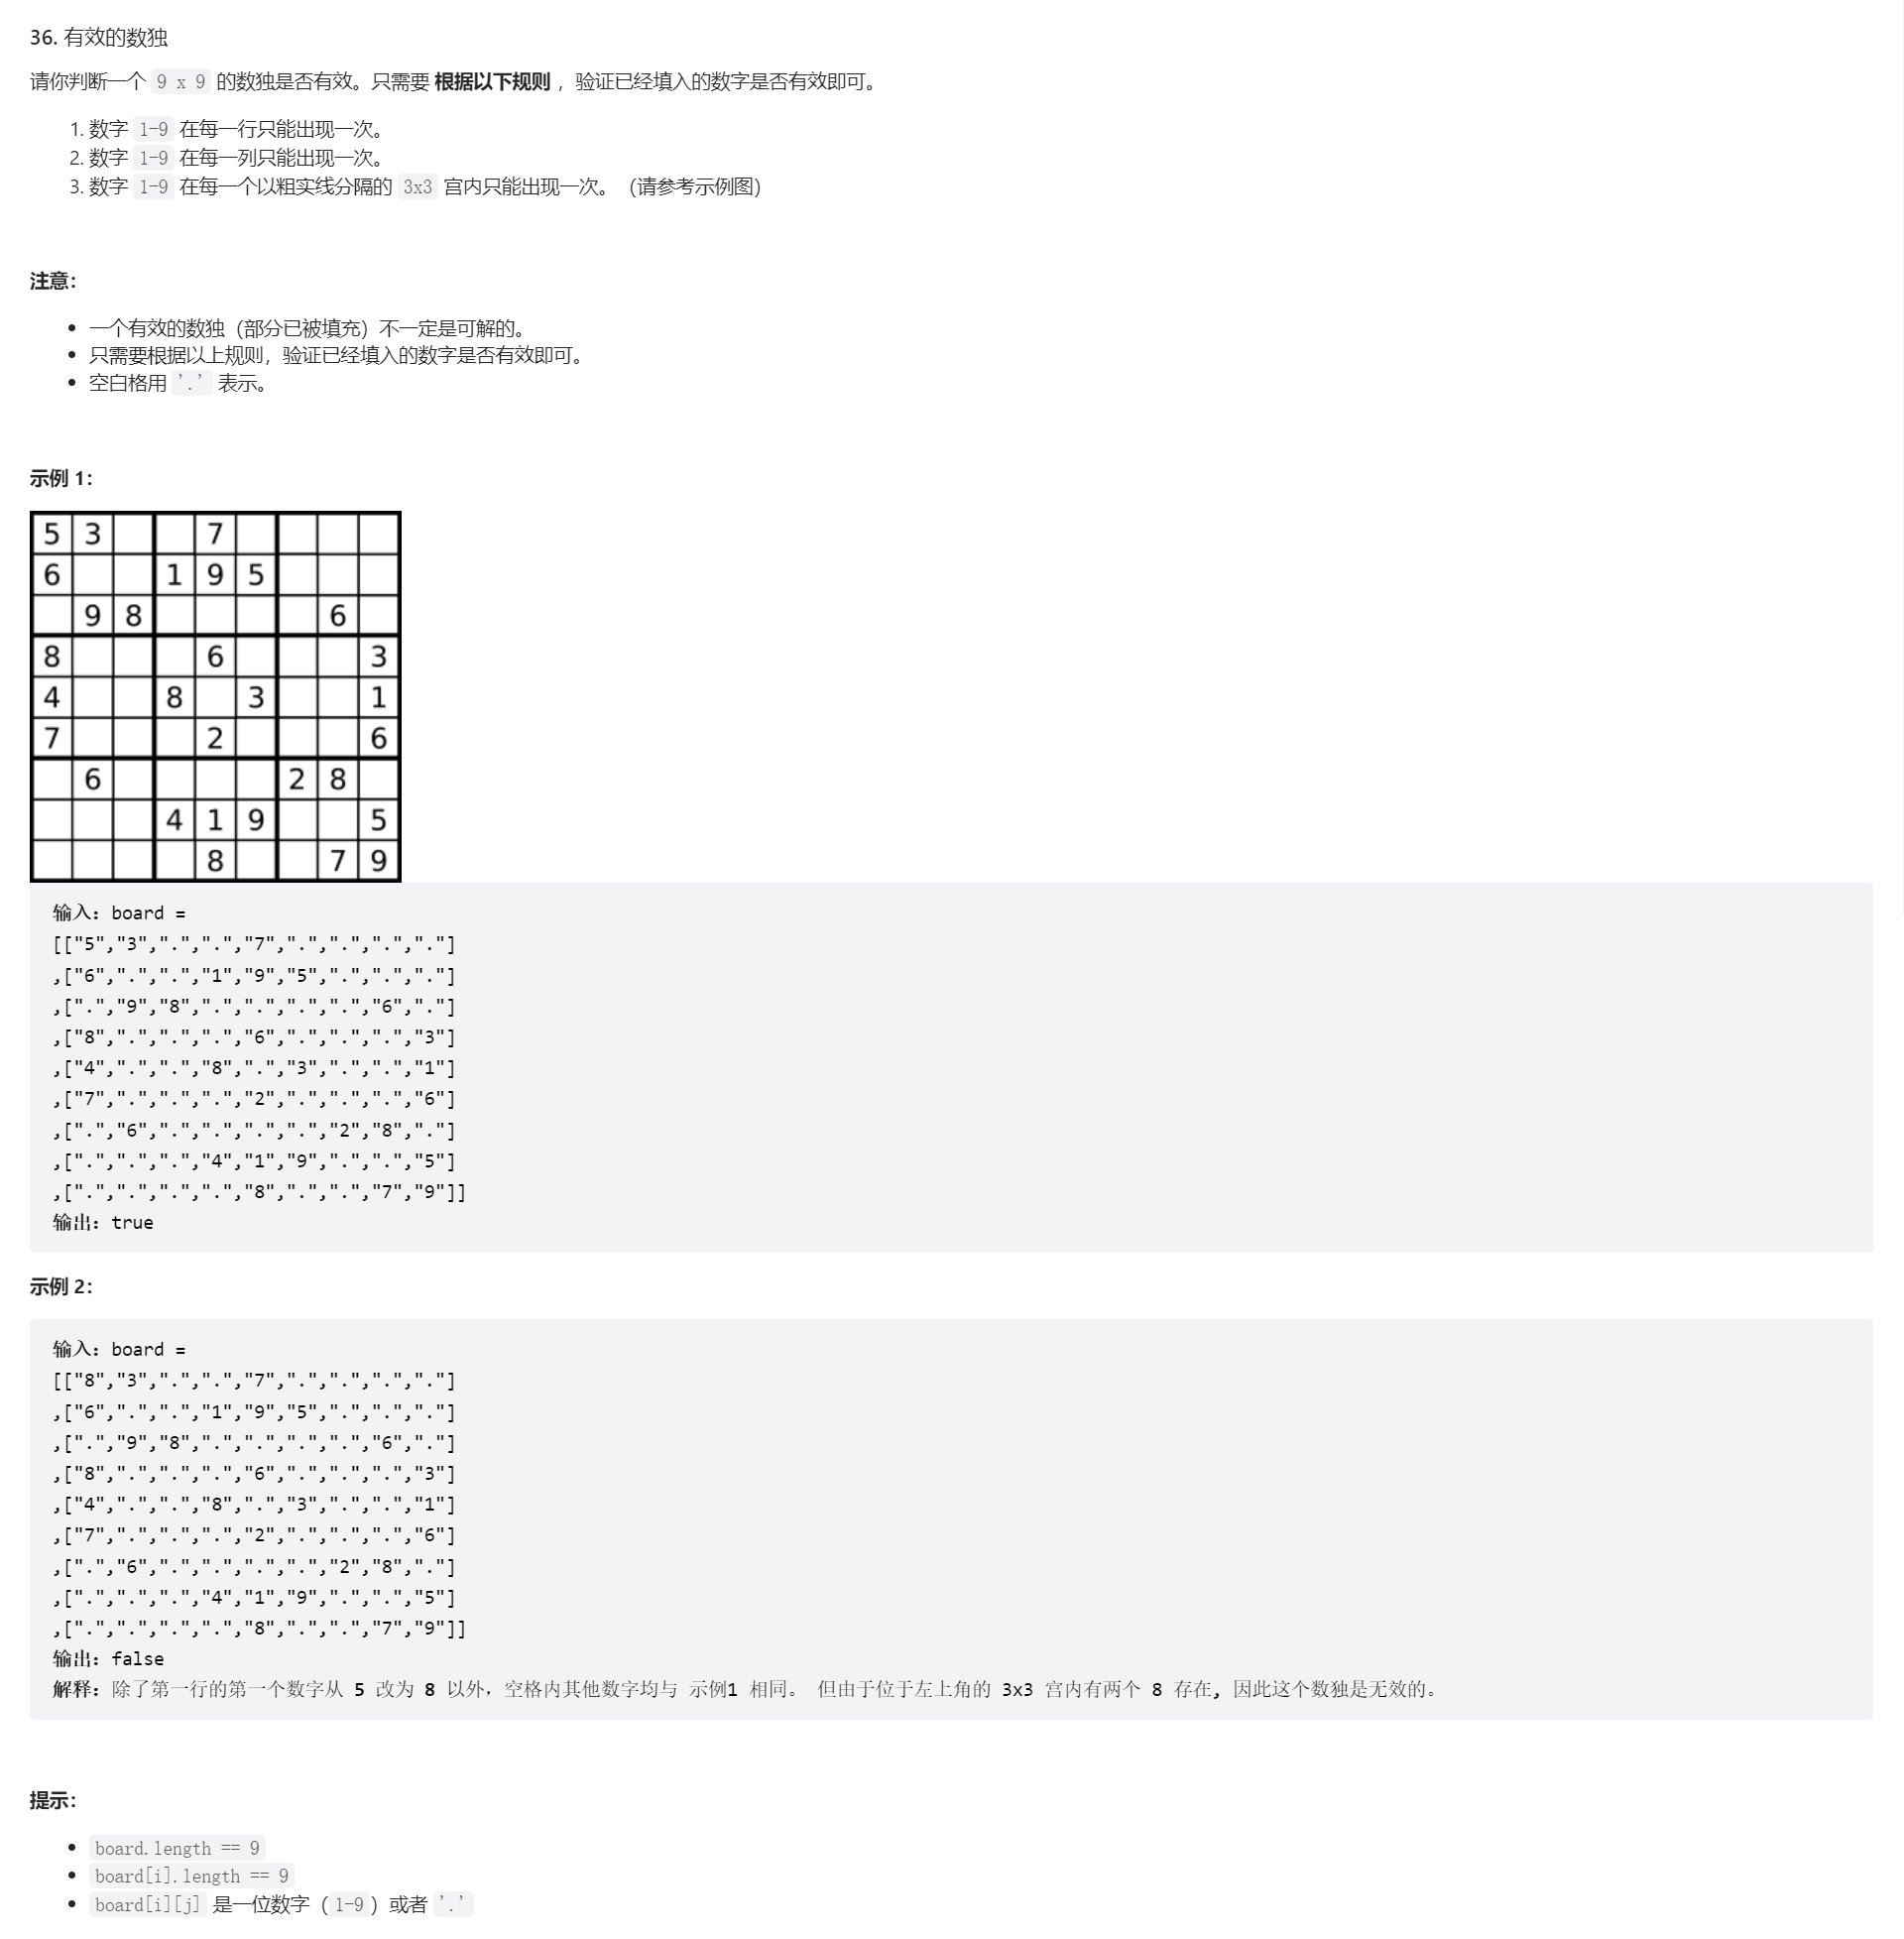 36. 有效的数独
请你判断一个 9 x 9 的数独是否有效。只需要 根据以下规则 ，验证已经填入的数字是否有效即可。
1. 数字 1-9 在每一行只能出现一次。
2. 数字 1-9 在每一列只能出现一次。
3. 数字 1-9 在每一个以粗实线分隔的 3x3 宫内只能出现一次。（请参考示例图）
注意：
• 一个有效的数独（部分已被填充）不一定是可解的。
• 只需要根据以上规则，验证已经填入的数字是否有效即可。
• 空白格用 '.' 表示。
示例 1：
5 3 7
6 1 9 5
9 8 6
8 6 3
4 8 3 1
7 2 6
6 2 8
4 1 9 5
8 7 9
输入：board =
[["5","3",".",".","7",".",".",".","."]
,["6",".",".","1","9","5",".",".","."]
,[".","9","8",".",".",".",".","6","."]
,["8",".",".",".","6",".",".",".","3"]
,["4",".",".","8",".","3",".",".","1"]
,["7",".",".",".","2",".",".",".","6"]
,[".","6",".",".",".",".","2","8","."]
,[".",".",".","4","1","9",".",".","5"]
,[".",".",".",".","8",".",".","7","9"]]
输出：true
示例 2：
输入：board =
[["8","3",".",".","7",".",".",".","."]
,["6",".",".","1","9","5",".",".","."]
,[".","9","8",".",".",".",".","6","."]
,["8",".",".",".","6",".",".",".","3"]
,["4",".",".","8",".","3",".",".","1"]
,["7",".",".",".","2",".",".",".","6"]
,[".","6",".",".",".",".","2","8","."]
,[".",".",".","4","1","9",".",".","5"]
,[".",".",".",".","8",".",".","7","9"]]
输出：false
解释：除了第一行的第一个数字从 5 改为 8 以外，空格内其他数字均与 示例1 相同。 但由于位于左上角的 3x3 宫内有两个 8 存在, 因此这个数独是无效的。
提示：
• board.length == 9
• board[i].length == 9
• board[i][j] 是一位数字（1-9）或者 '.'